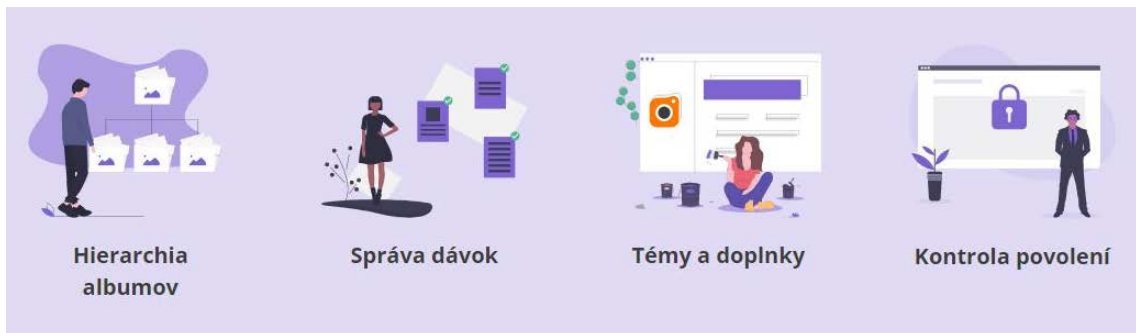 Hierarchia
albumov
Správa dávok
Témy a doplnky
Kontrola povolení